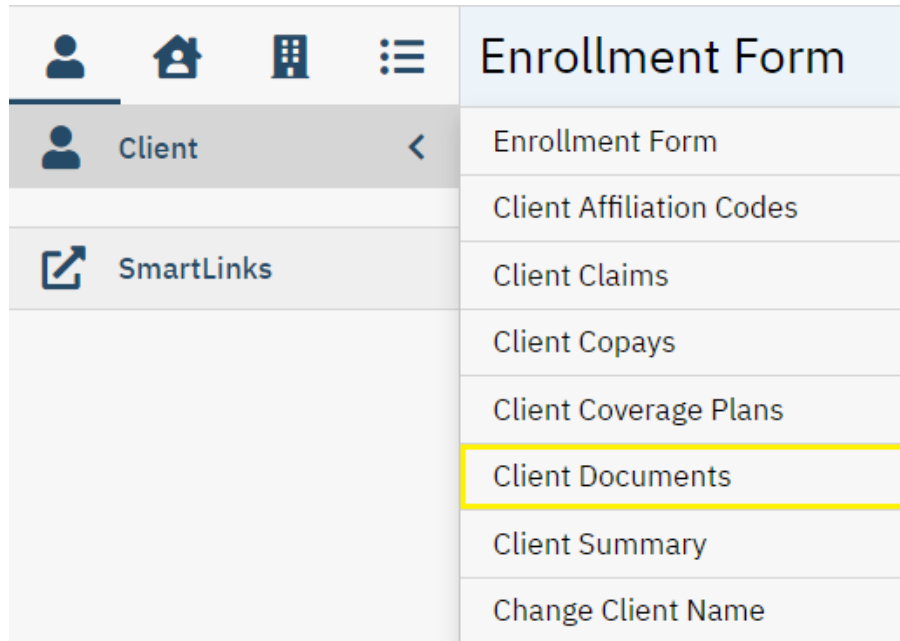 Enrollment Form
Client
SmartLinks
Enrollment Form
Client Affiliation Codes
Client Claims
Client Copays
Client Coverage Plans
Client Documents
Client Summary
Change Client Name